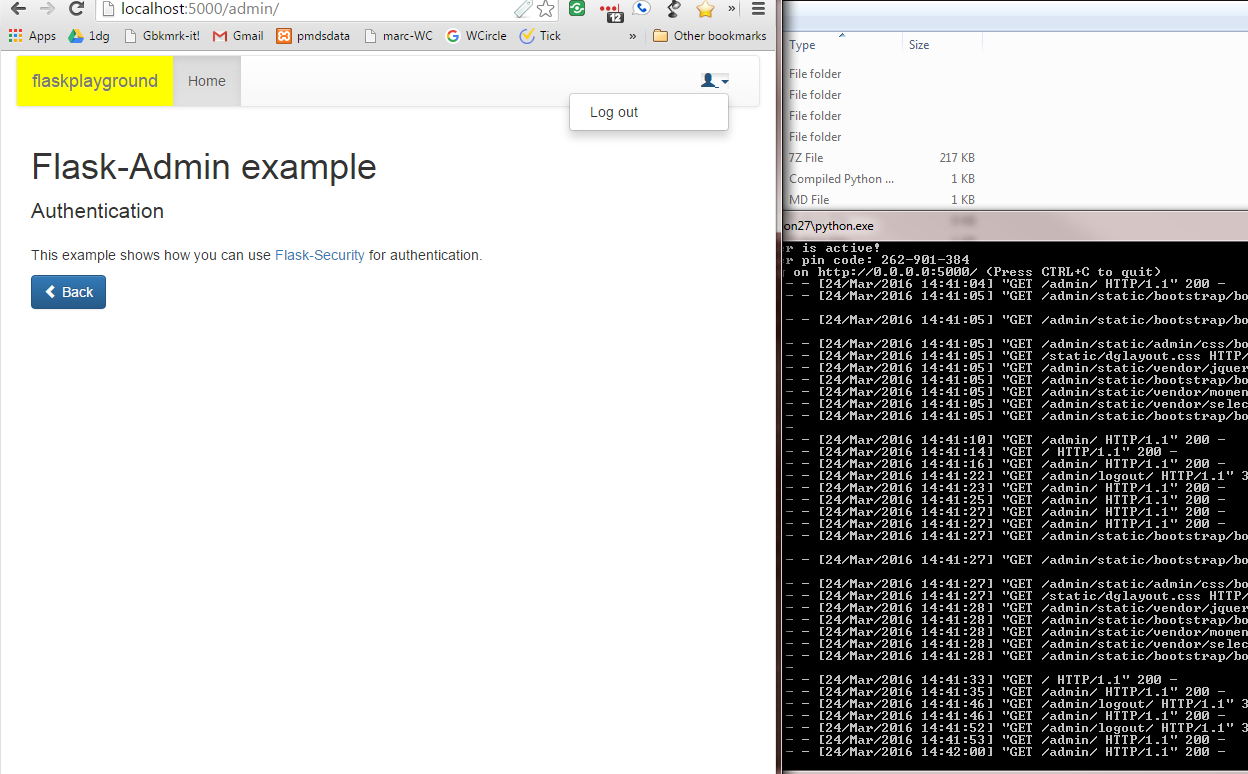 localhost:5000/admin/
12
»
Apps 1dg Gbkmrk-it! Gmail pmdsdata marc-WC WCircle Tick » Other bookmarks
flaskplayground Home
Log out
Flask-Admin example
Authentication
This example shows how you can use Flask-Security for authentication.
Back
Type Size
File folder
File folder
File folder
File folder
7Z File 217 KB
Compiled Python ... 1 KB
MD File 1 KB
on27\python.exe
r is active!
r pin code: 262-901-384
on http://0.0.0.0:5000/ (Press CTRL+C to quit)
- - [24/Mar/2016 14:41:04] "GET /admin/ HTTP/1.1" 200 -
- - [24/Mar/2016 14:41:05] "GET /admin/static/bootstrap/bo
- - [24/Mar/2016 14:41:05] "GET /admin/static/bootstrap/bo
- - [24/Mar/2016 14:41:05] "GET /admin/static/admin/css/bo
- - [24/Mar/2016 14:41:05] "GET /static/dglayout.css HTTP/
- - [24/Mar/2016 14:41:05] "GET /admin/static/vendor/jquer
- - [24/Mar/2016 14:41:05] "GET /admin/static/bootstrap/bo
- - [24/Mar/2016 14:41:05] "GET /admin/static/vendor/momen
- - [24/Mar/2016 14:41:05] "GET /admin/static/vendor/selec
- - [24/Mar/2016 14:41:05] "GET /admin/static/bootstrap/bo
-
- - [24/Mar/2016 14:41:10] "GET /admin/ HTTP/1.1" 200 -
- - [24/Mar/2016 14:41:14] "GET / HTTP/1.1" 200 -
- - [24/Mar/2016 14:41:16] "GET /admin/ HTTP/1.1" 200 -
- - [24/Mar/2016 14:41:22] "GET /admin/logout/ HTTP/1.1" 3
- - [24/Mar/2016 14:41:23] "GET /admin/ HTTP/1.1" 200 -
- - [24/Mar/2016 14:41:25] "GET /admin/ HTTP/1.1" 200 -
- - [24/Mar/2016 14:41:27] "GET /admin/ HTTP/1.1" 200 -
- - [24/Mar/2016 14:41:27] "GET /admin/ HTTP/1.1" 200 -
- - [24/Mar/2016 14:41:27] "GET /admin/static/bootstrap/bo
- - [24/Mar/2016 14:41:27] "GET /admin/static/bootstrap/bo
- - [24/Mar/2016 14:41:27] "GET /admin/static/admin/css/bo
- - [24/Mar/2016 14:41:27] "GET /static/dglayout.css HTTP/
- - [24/Mar/2016 14:41:28] "GET /admin/static/vendor/jquer
- - [24/Mar/2016 14:41:28] "GET /admin/static/bootstrap/bo
- - [24/Mar/2016 14:41:28] "GET /admin/static/vendor/momen
- - [24/Mar/2016 14:41:28] "GET /admin/static/vendor/selec
- - [24/Mar/2016 14:41:28] "GET /admin/static/bootstrap/bo
-
- - [24/Mar/2016 14:41:33] "GET / HTTP/1.1" 200 -
- - [24/Mar/2016 14:41:35] "GET /admin/ HTTP/1.1" 200 -
- - [24/Mar/2016 14:41:46] "GET /admin/logout/ HTTP/1.1" 3
- - [24/Mar/2016 14:41:46] "GET /admin/ HTTP/1.1" 200 -
- - [24/Mar/2016 14:41:52] "GET /admin/logout/ HTTP/1.1" 3
- - [24/Mar/2016 14:41:53] "GET /admin/ HTTP/1.1" 200 -
- - [24/Mar/2016 14:42:00] "GET /admin/ HTTP/1.1" 200 -